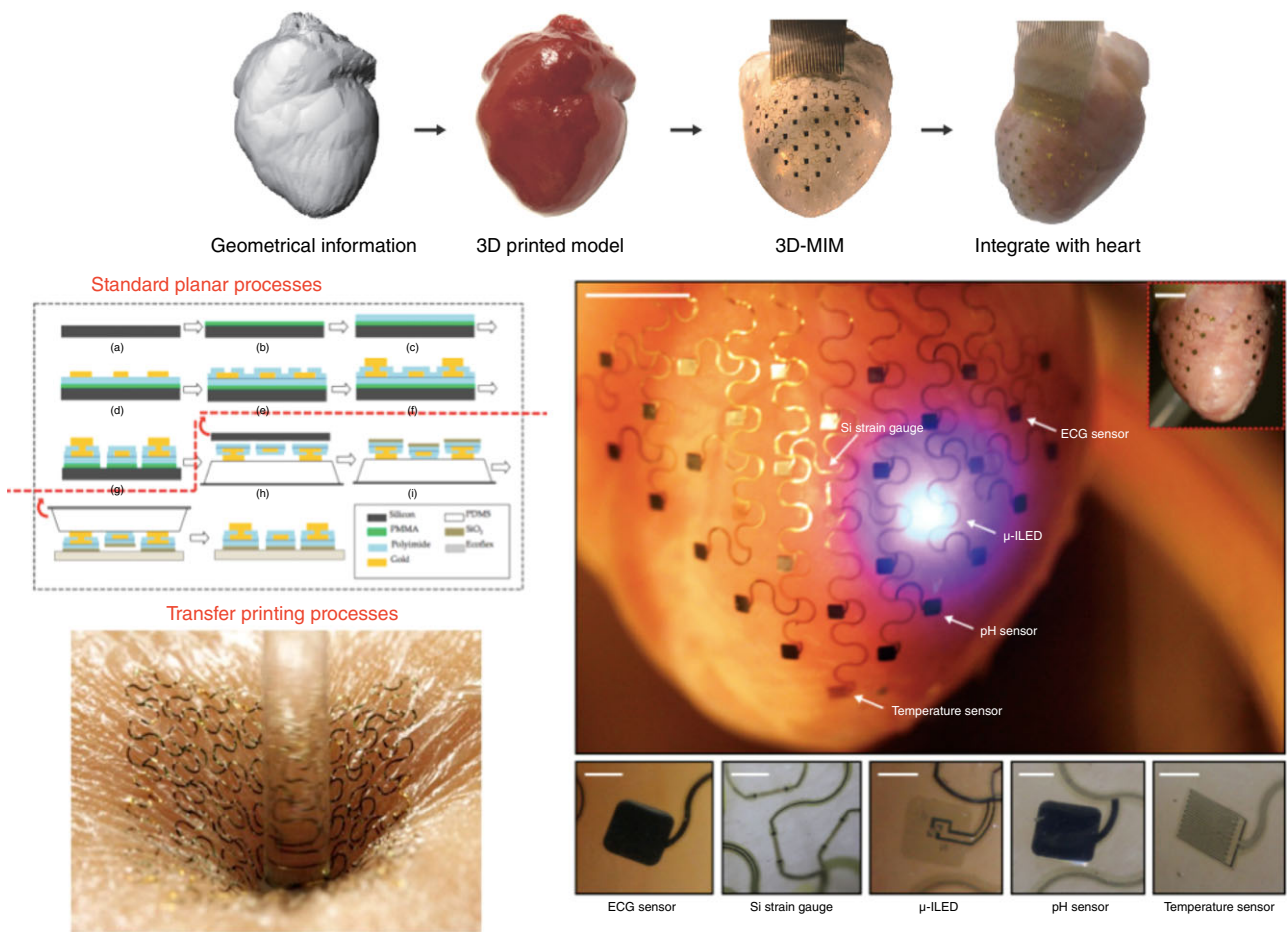 Geometrical information
3D printed model
3D-MIM
Integrate with heart
Standard planar processes
(a)
(b)
(c)
(d)
(e)
(f)
(g)
(h)
(i)
Silicon
PDMS
PMMA
SiO2
Polyimide
Ecoflex
Gold
Transfer printing processes
Si strain gauge
ECG sensor
μ-ILED
pH sensor
Temperature sensor
ECG sensor
Si strain gauge
μ-ILED
pH sensor
Temperature sensor